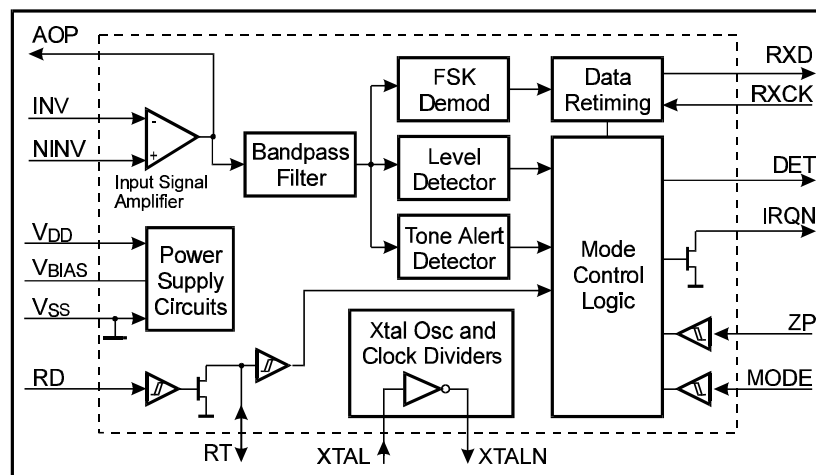 AOP
INV
NINV
-
+
Input Signal
Amplifier
Bandpass
Filter
FSK
Demod
Level
Detector
Tone Alert
Detector
Data
Retiming
Mode
Control
Logic
RXD
RXCK
DET
IRQN
ZP
MODE
VDD
VBIAS
VSS
Power
Supply
Circuits
RD
RT
Xtal Osc and
Clock Dividers
XTAL
XTALN